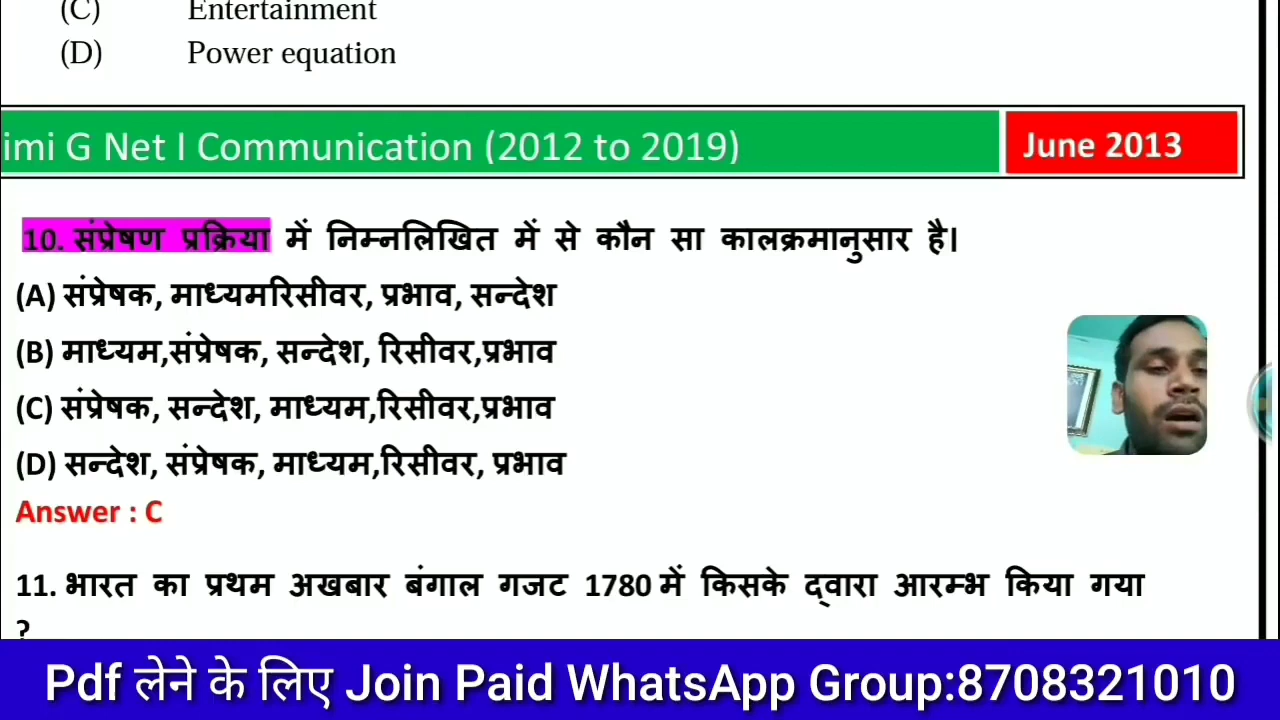 (C) Entertainment
(D) Power equation
imi G Net I Communication (2012 to 2019) June 2013
10. संप्रेषण प्रक्रिया में निम्नलिखित में से कौन सा कालक्रमानुसार है।
(A) संप्रेषक, माध्यमरिसीवर, प्रभाव, सन्देश
(B) माध्यम,संप्रेषक, सन्देश, रिसीवर,प्रभाव
(C) संप्रेषक, सन्देश, माध्यम,रिसीवर,प्रभाव
(D) सन्देश, संप्रेषक, माध्यम,रिसीवर, प्रभाव
Answer : C
11. भारत का प्रथम अखबार बंगाल गजट 1780 में किसके द्वारा आरम्भ किया गया
?
Pdf लेने के लिए Join Paid WhatsApp Group:8708321010